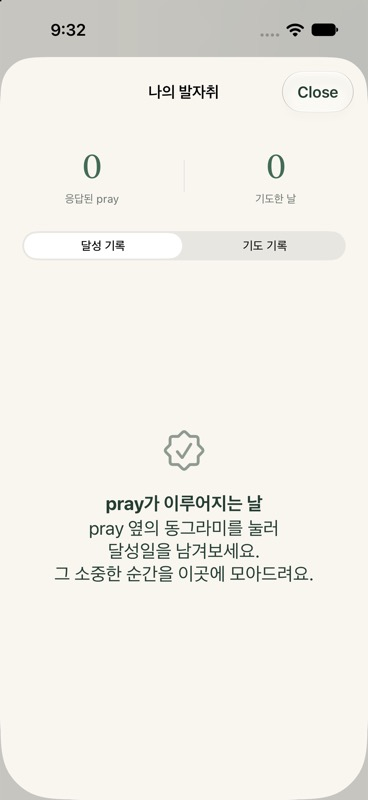 9:32
나의 발자취
Close
0
0
응답된 pray
기도한 날
달성 기록
기도 기록
pray가 이루어지는 날
pray 옆의 동그라미를 눌러
달성일을 남겨보세요.
그 소중한 순간을 이곳에 모아드려요.